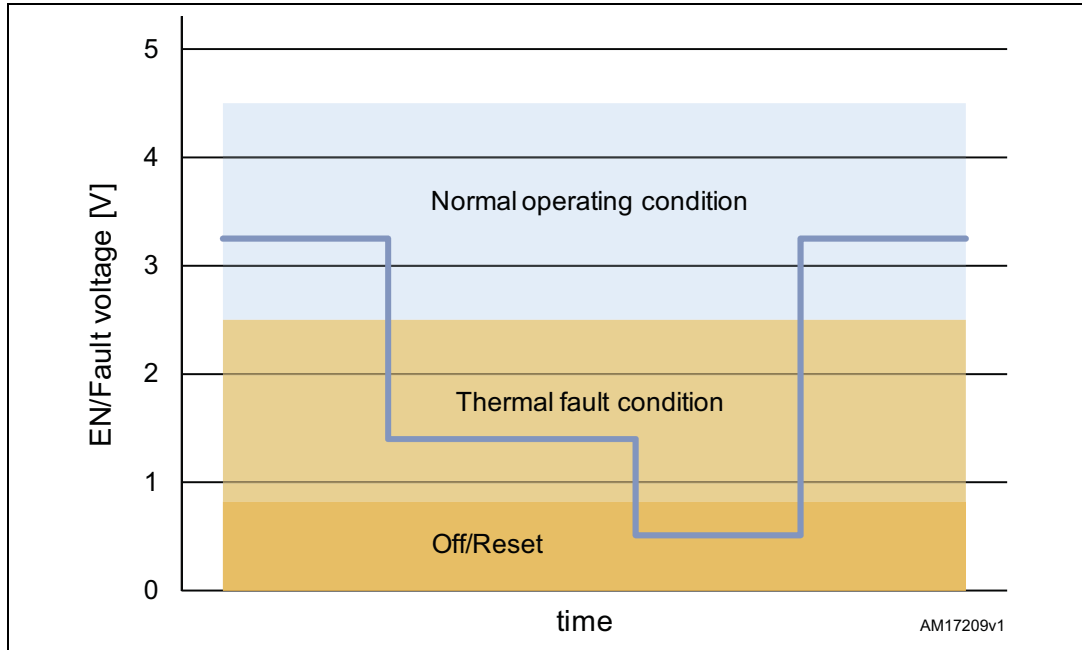 EN/Fault voltage [V]
5
4
3
2
1
0
Normal operating condition
Thermal fault condition
Off/Reset
time
AM17209v1